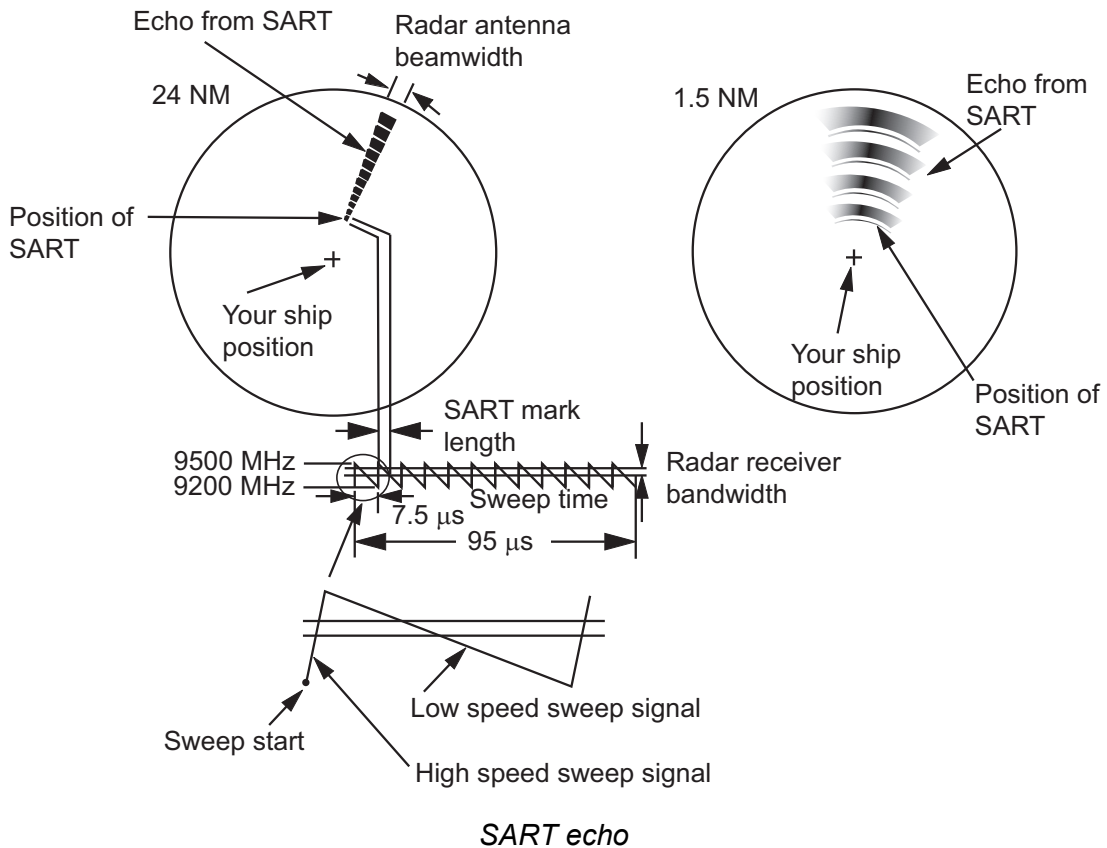 Echo from SART
Radar antenna
beamwidth
24 NM
Position of
SART
Your ship
position
1.5 NM
Echo from
SART
Your ship
position
Position of
SART
SART mark
length
9500 MHz
9200 MHz
Radar receiver
bandwidth
Sweep time
7.5 μs
95 μs
Low speed sweep signal
Sweep start
High speed sweep signal
SART echo